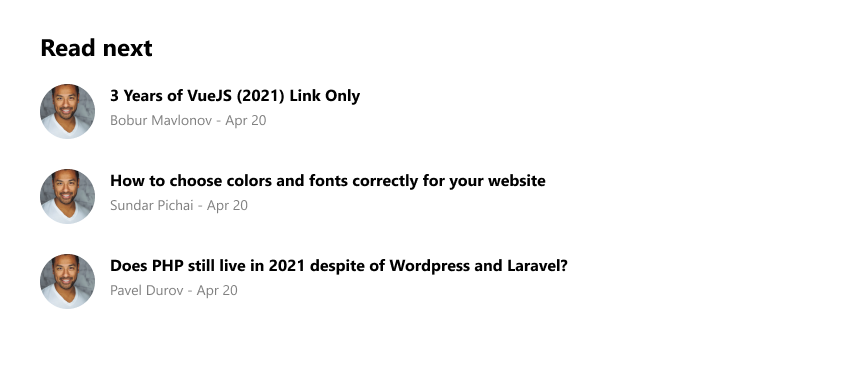 Read next
3 Years of VueJS (2021) Link Only
Bobur Mavlonov - Apr 20
How to choose colors and fonts correctly for your website
Sundar Pichai - Apr 20
Does PHP still live in 2021 despite of Wordpress and Laravel?
Pavel Durov - Apr 20